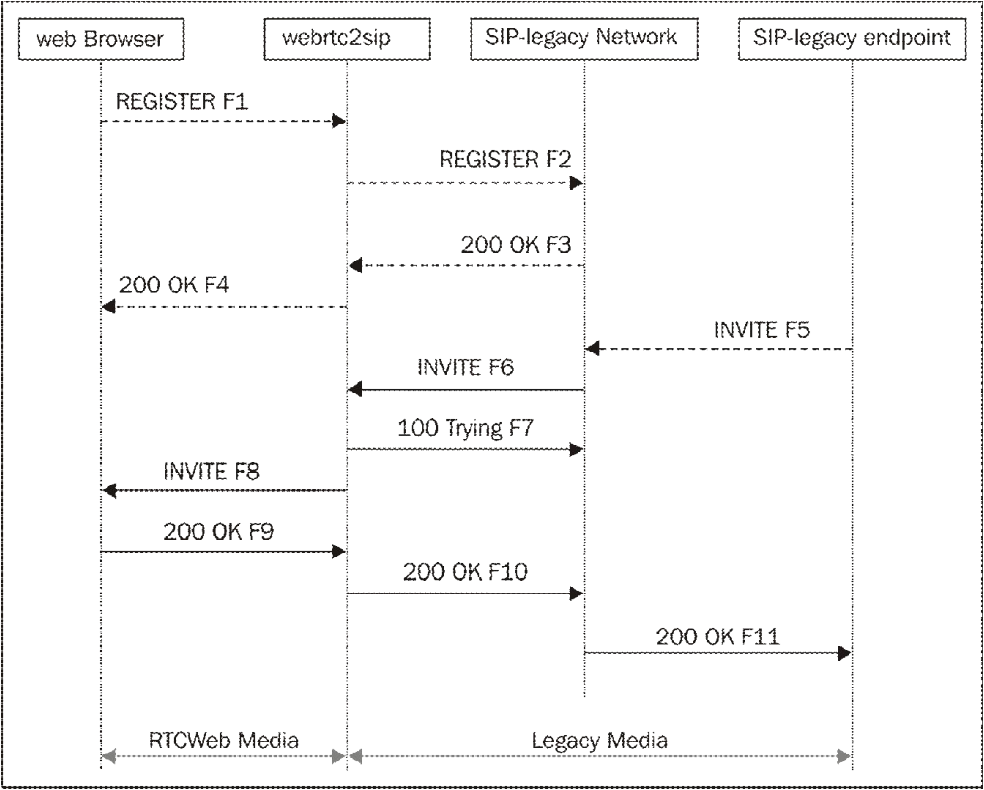 web Browser
webrtc2sip
SIP-legacy Network
SIP-legacy endpoint
REGISTER F1
REGISTER F2
200 OK F3
200 OK F4
INVITE F5
INVITE F6
100 Trying F7
INVITE F8
200 OK F9
200 OK F10
200 OK F11
RTCWeb Media
Legacy Media